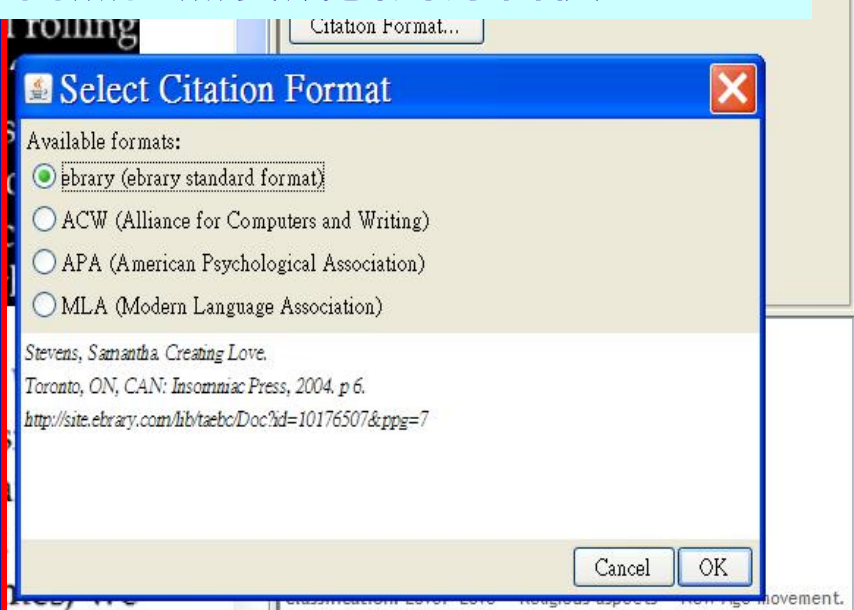 rolling
Citation Format...
Select Citation Format
Available formats:
ebrary (ebrary standard format)
ACW (Alliance for Computers and Writing)
APA (American Psychological Association)
MLA (Modern Language Association)
Stevens, Samantha. Creating Love.
Toronto, ON, CAN: Insomniac Press, 2004. p 6.
http://site.ebrary.com/lib/taebc/Doc?id=10176507&ppg=7
Cancel
OK
movement.